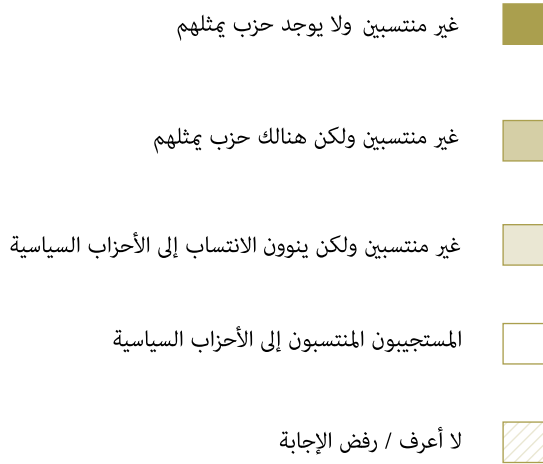 غير منتسبين ولا يوجد حزب يمثلهم
غير منتسبين ولكن هنالك حزب يمثلهم
غير منتسبين ولكن ينوون الانتساب إلى الأحزاب السياسية
المستجيبون المنتسبون إلى الأحزاب السياسية
لا أعرف / رفض الإجابة